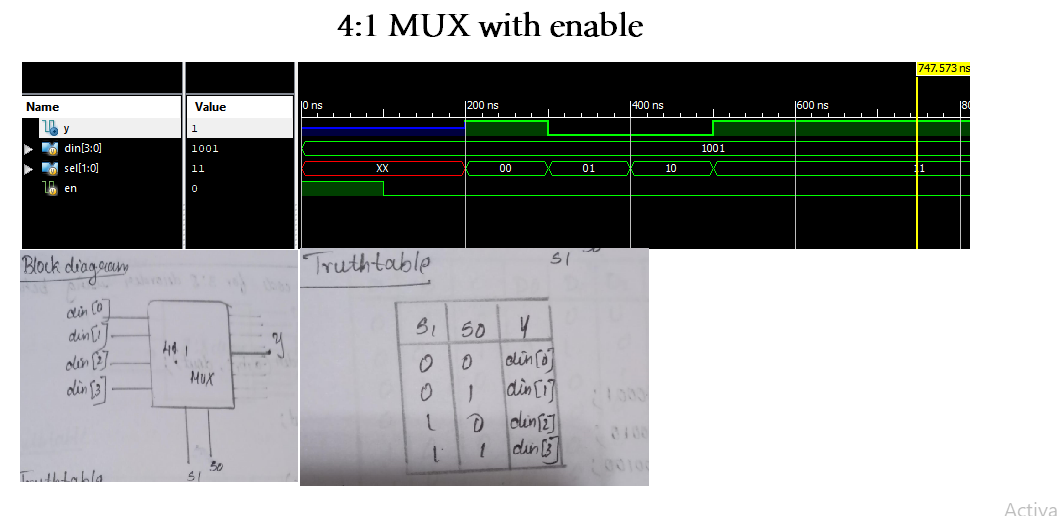 4:1 MUX with enable
747.573 ns
Name Value 0 ns 200 ns 400 ns 600 ns 80
y 1
din[3:0] 1001 1001
sel[1:0] 11 XX 00 01 10 11
en 0
Block diagram
din[0]
din[1]
din[2]
din[3]
MUX
Y
S1 S0
Truthtable
Truthtable
S1
S1 S0 Y
0 0 din[0]
0 1 din[1]
1 0 din[2]
1 1 din[3]
Activa